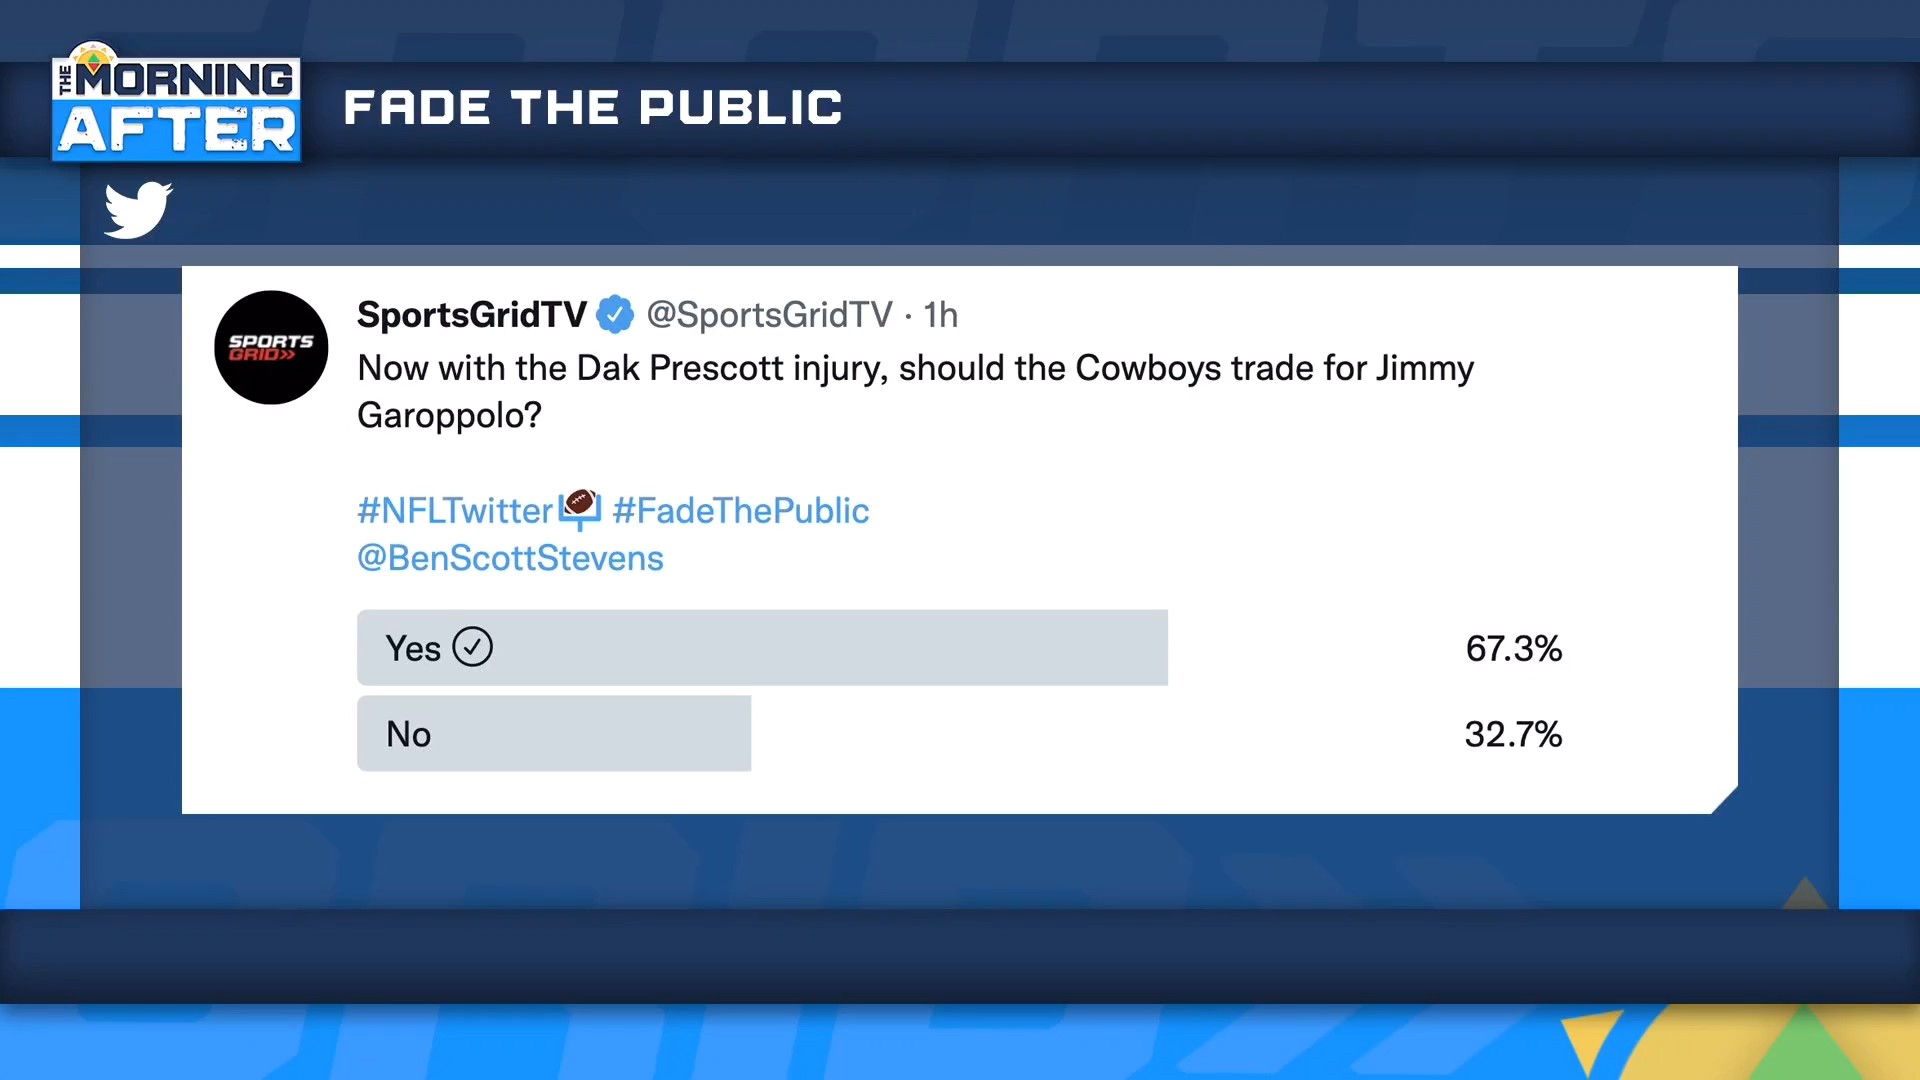 THE MORNING
AFTER
FADE THE PUBLIC
SPORTS
GRID»
SportsGridTV @SportsGridTV · 1h
Now with the Dak Prescott injury, should the Cowboys trade for Jimmy
Garoppolo?
#NFLTwitter🏈 #FadeThePublic
@BenScottStevens
Yes 67.3%
No 32.7%